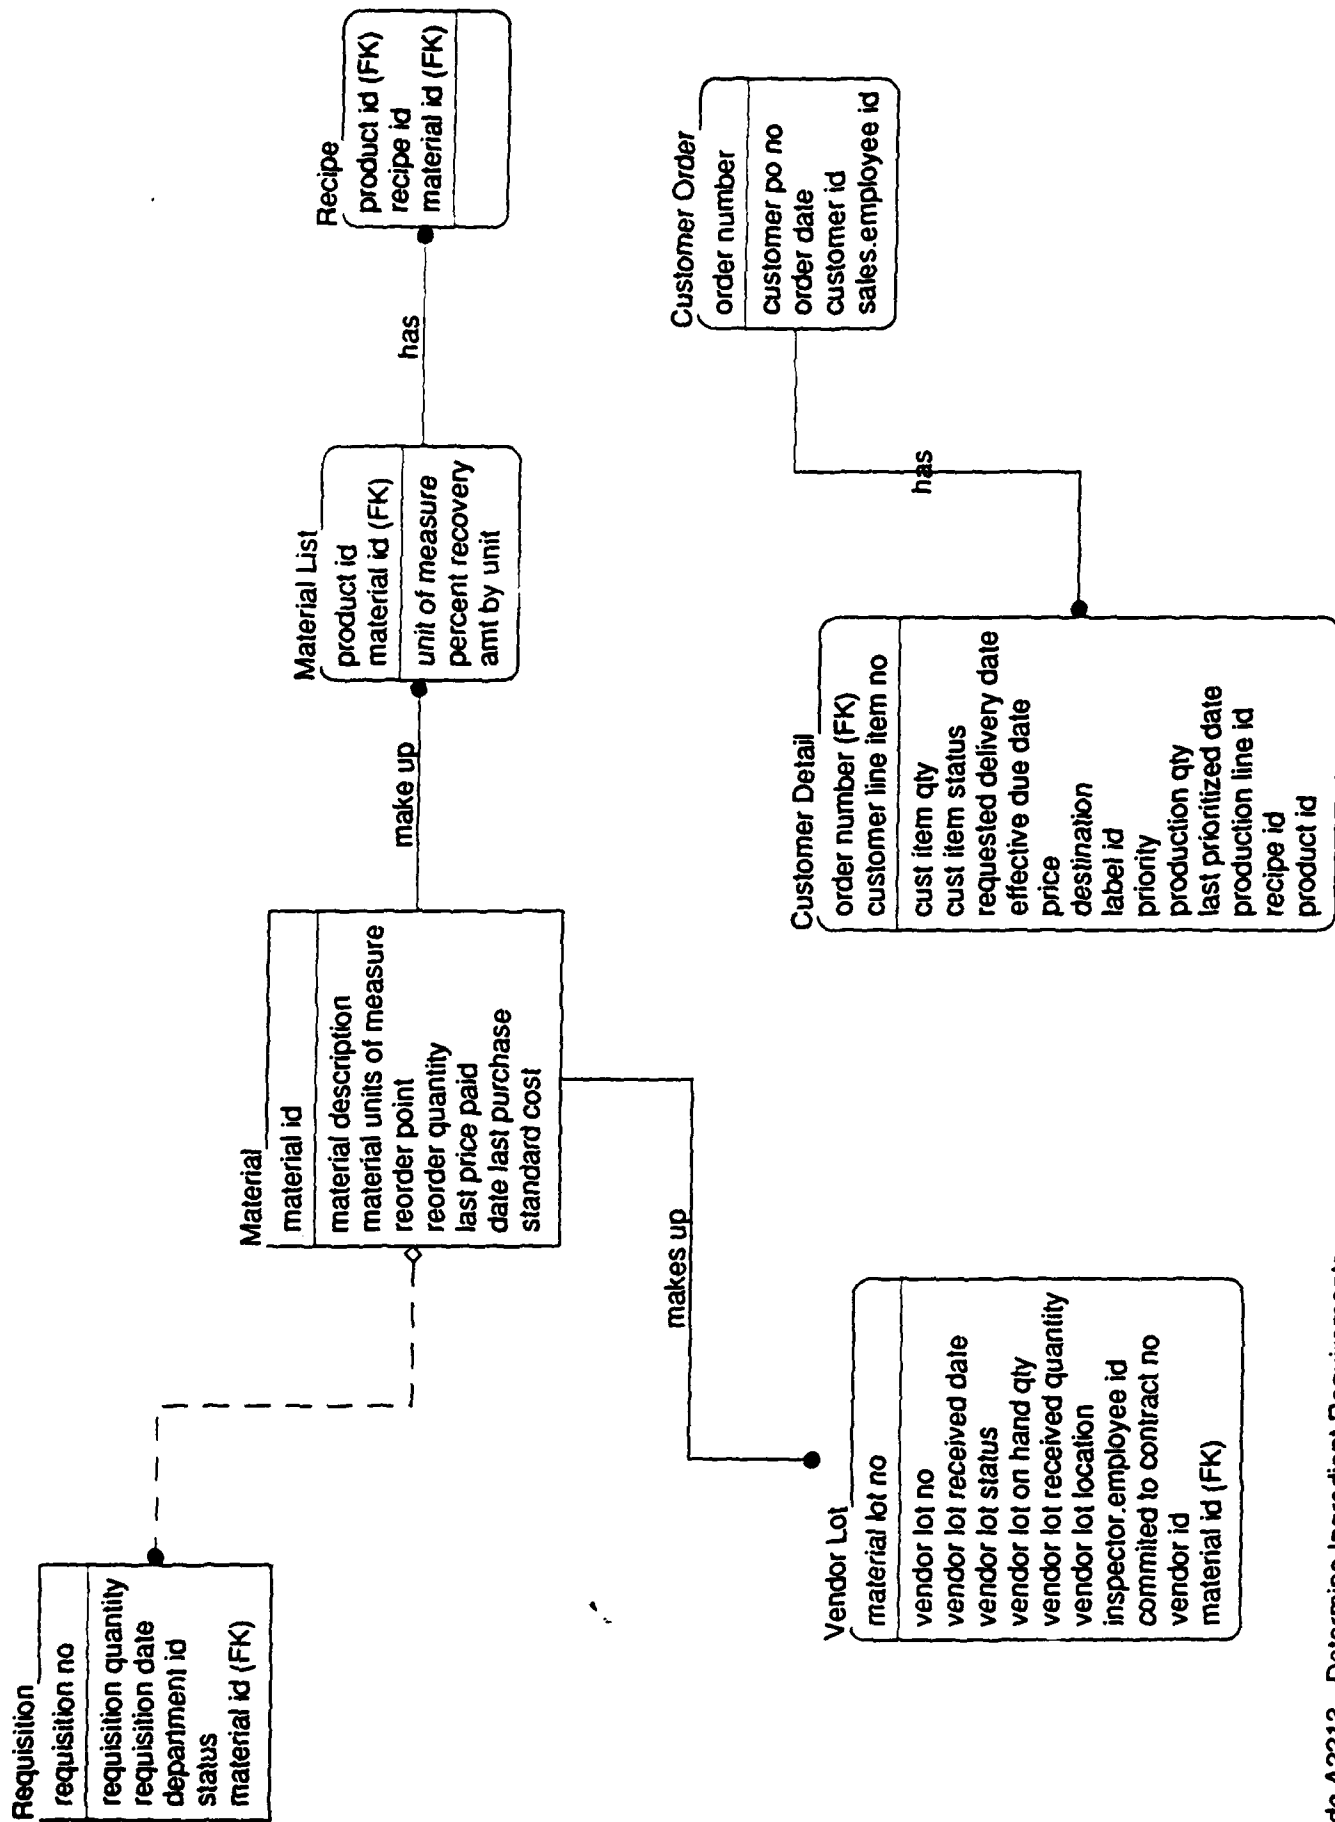 Requisition
requisition no
requisition quantity
requisition date
department id
status
material id (FK)
Material
material id
material description
material units of measure
reorder point
reorder quantity
last price paid
date last purchase
standard cost
make up
Material List
product id
material id (FK)
unit of measure
percent recovery
amt by unit
has
Recipe
product id (FK)
recipe id
material id (FK)
makes up
Vendor Lot
material lot no
vendor lot no
vendor lot received date
vendor lot status
vendor lot on hand qty
vendor lot received quantity
vendor lot location
inspector.employee id
commited to contract no
vendor id
material id (FK)
Customer Detail
order number (FK)
customer line item no
cust item qty
cust item status
requested delivery date
effective due date
price
destination
label id
priority
production qty
last prioritized date
production line id
recipe id
product id
has
Customer Order
order number
customer po no
order date
customer id
sales.employee id
de A2213 Determine Ingredient Requirements